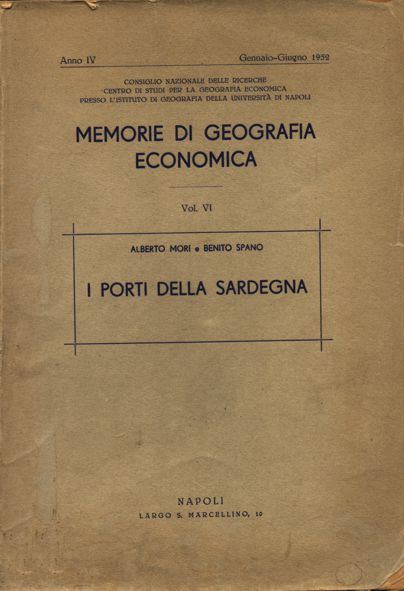 Anno IV Gennaio-Giugno 1952
CONSIGLIO NAZIONALE DELLE RICERCHE
CENTRO DI STUDI PER LA GEOGRAFIA ECONOMICA
PRESSO L'ISTITUTO DI GEOGRAFIA DELLA UNIVERSITÀ DI NAPOLI
MEMORIE DI GEOGRAFIA
ECONOMICA
Vol. VI
ALBERTO MORI e BENITO SPANO
I PORTI DELLA SARDEGNA
NAPOLI
LARGO S. MARCELLINO, 10